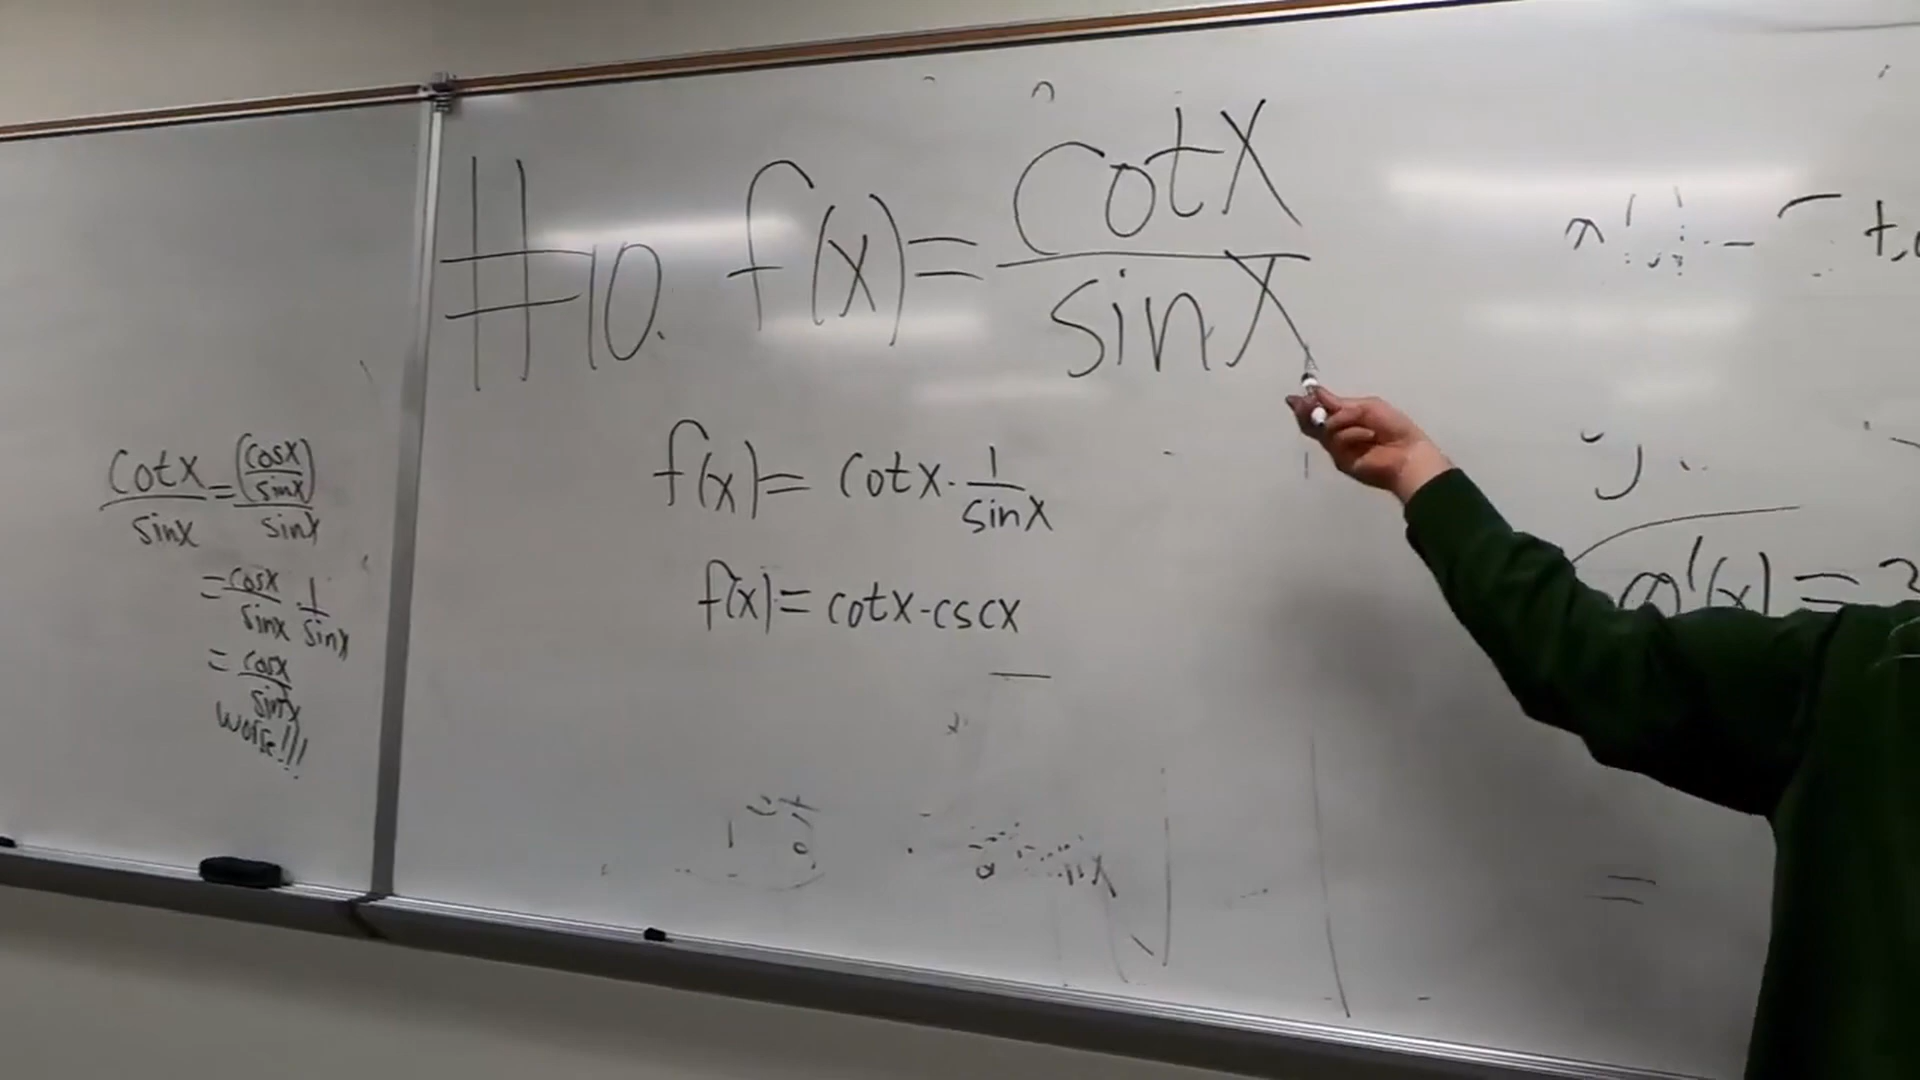 #10. f(x) = cotx / sinx
f(x) = cotx · 1/sinx
f(x) = cotx · cscx
cotx/sinx = (cosx/sinx)/sinx
= cosx/sinx · 1/sinx
= cosx/sin²x
worse!!!
m'(x) =